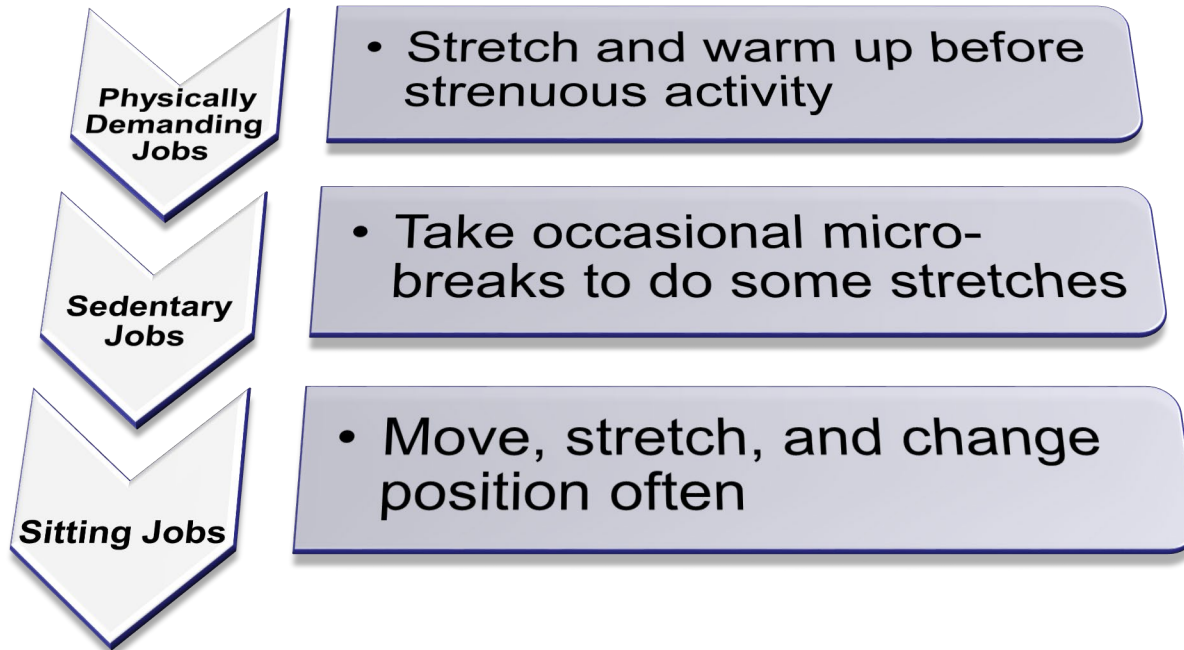 Physically
Demanding
Jobs
• Stretch and warm up before
strenuous activity
Sedentary
Jobs
• Take occasional micro-
breaks to do some stretches
Sitting Jobs
• Move, stretch, and change
position often